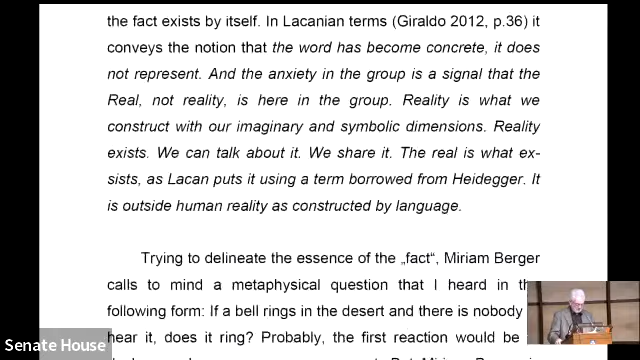 the fact exists by itself. In Lacanian terms (Giraldo 2012, p.36) it
conveys the notion that the word has become concrete, it does
not represent. And the anxiety in the group is a signal that the
Real, not reality, is here in the group. Reality is what we
construct with our imaginary and symbolic dimensions. Reality
exists. We can talk about it. We share it. The real is what ex-
sists, as Lacan puts it using a term borrowed from Heidegger. It
is outside human reality as constructed by language.
Trying to delineate the essence of the „fact“, Miriam Berger
calls to mind a metaphysical question that I heard in
following form: If a bell rings in the desert and there is nobody
hear it, does it ring? Probably, the first reaction would be
Senate House